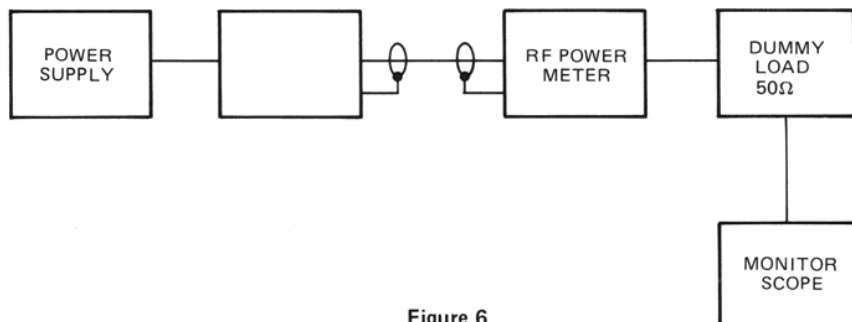 POWER
SUPPLY
RF POWER
METER
DUMMY
LOAD
50Ω
MONITOR
SCOPE
Figure 6